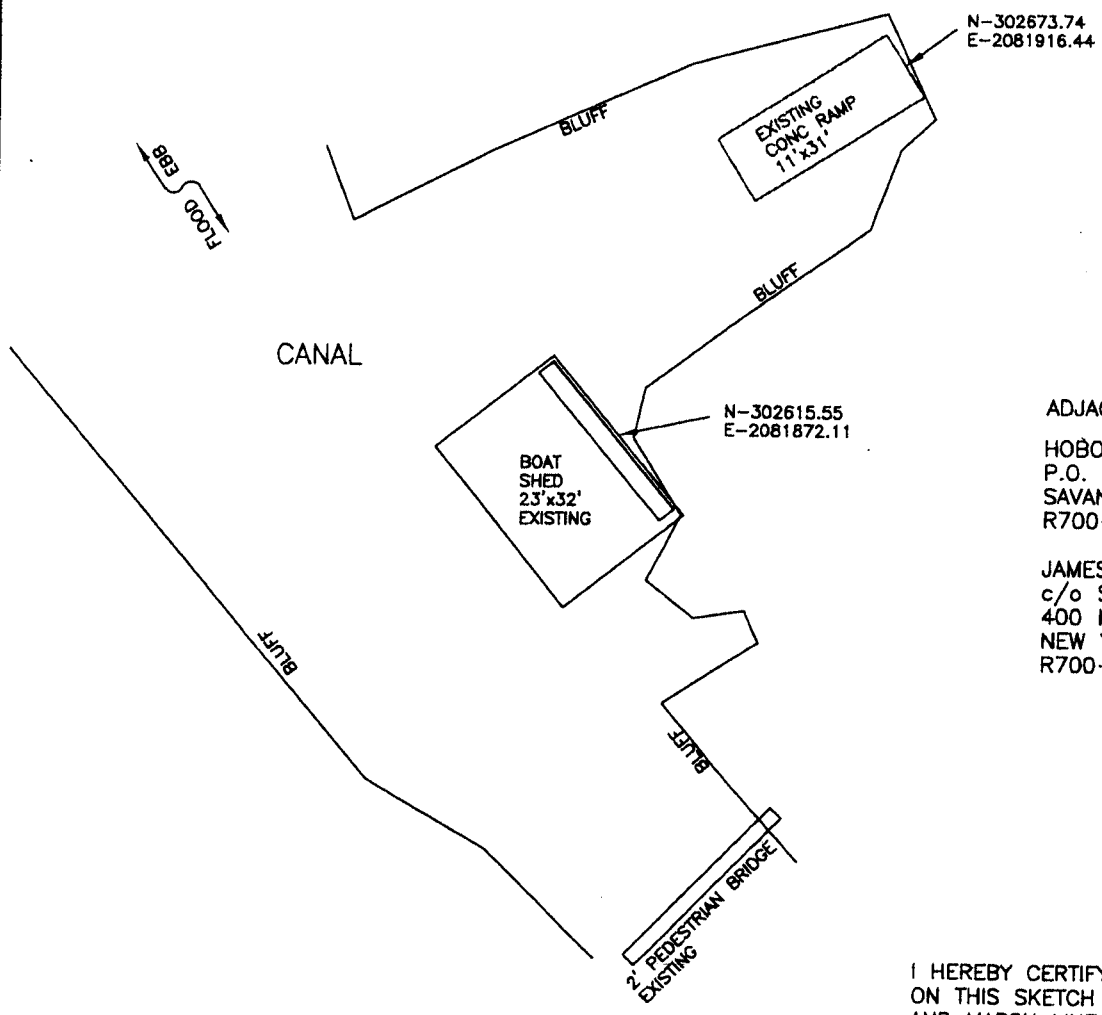 N-302673.74
E-2081916.44
BLUFF
EXISTING
CONC RAMP
11'x31'
EBB
FLOOD
BLUFF
CANAL
N-302615.55
E-2081872.11
BOAT
SHED
23'x32'
EXISTING
HOBO
P.O.
R700-
JAMES
c/o S
400
NEW
R700-
BLUFF
BLUFF
2' PEDESTRIAN BRIDGE
EXISTING
I HEREBY CERTIFY
ON THIS SKETCH